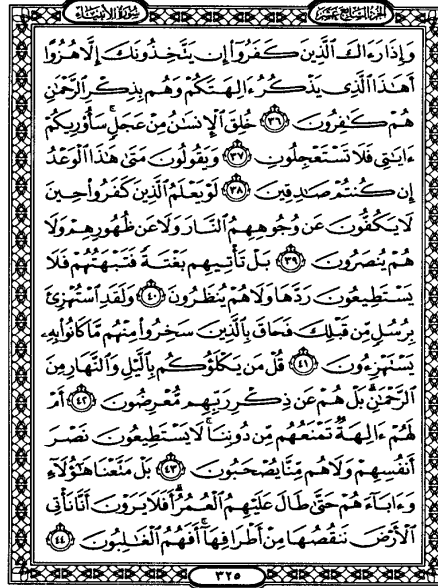 الجزء السابع عشر
سورة الأنبياء
وَإِذَا رَءَاكَ ٱلَّذِينَ كَفَرُوٓا۟ إِن يَتَّخِذُونَكَ إِلَّا هُزُوًا
أَهَٰذَا ٱلَّذِى يَذْكُرُ ءَالِهَتَكُمْ وَهُم بِذِكْرِ ٱلرَّحْمَٰنِ
هُمْ كَٰفِرُونَ ٣٦ خُلِقَ ٱلْإِنسَٰنُ مِنْ عَجَلٍ ۚ سَأُو۟رِيكُمْ
ءَايَٰتِى فَلَا تَسْتَعْجِلُونِ ٣٧ وَيَقُولُونَ مَتَىٰ هَٰذَا ٱلْوَعْدُ
إِن كُنتُمْ صَٰدِقِينَ ٣٨ لَوْ يَعْلَمُ ٱلَّذِينَ كَفَرُوا۟ حِينَ
لَا يَكُفُّونَ عَن وُجُوهِهِمُ ٱلنَّارَ وَلَا عَن ظُهُورِهِمْ وَلَا
هُمْ يُنصَرُونَ ٣٩ بَلْ تَأْتِيهِم بَغْتَةً فَتَبْهَتُهُمْ فَلَا
يَسْتَطِيعُونَ رَدَّهَا وَلَا هُمْ يُنظَرُونَ ٤٠ وَلَقَدِ ٱسْتُهْزِئَ
بِرُسُلٍ مِّن قَبْلِكَ فَحَاقَ بِٱلَّذِينَ سَخِرُوا۟ مِنْهُم مَّا كَانُوا۟ بِهِۦ
يَسْتَهْزِءُونَ ٤١ قُلْ مَن يَكْلَؤُكُم بِٱلَّيْلِ وَٱلنَّهَارِ مِنَ
ٱلرَّحْمَٰنِ ۗ بَلْ هُمْ عَن ذِكْرِ رَبِّهِم مُّعْرِضُونَ ٤٢ أَمْ
لَهُمْ ءَالِهَةٌ تَمْنَعُهُم مِّن دُونِنَا ۚ لَا يَسْتَطِيعُونَ نَصْرَ
أَنفُسِهِمْ وَلَا هُم مِّنَّا يُصْحَبُونَ ٤٣ بَلْ مَتَّعْنَا هَٰٓؤُلَآءِ
وَءَابَآءَهُمْ حَتَّىٰ طَالَ عَلَيْهِمُ ٱلْعُمُرُ ۗ أَفَلَا يَرَوْنَ أَنَّا نَأْتِى
ٱلْأَرْضَ نَنقُصُهَا مِنْ أَطْرَافِهَآ ۚ أَفَهُمُ ٱلْغَٰلِبُونَ ٤٤
٣٢٥